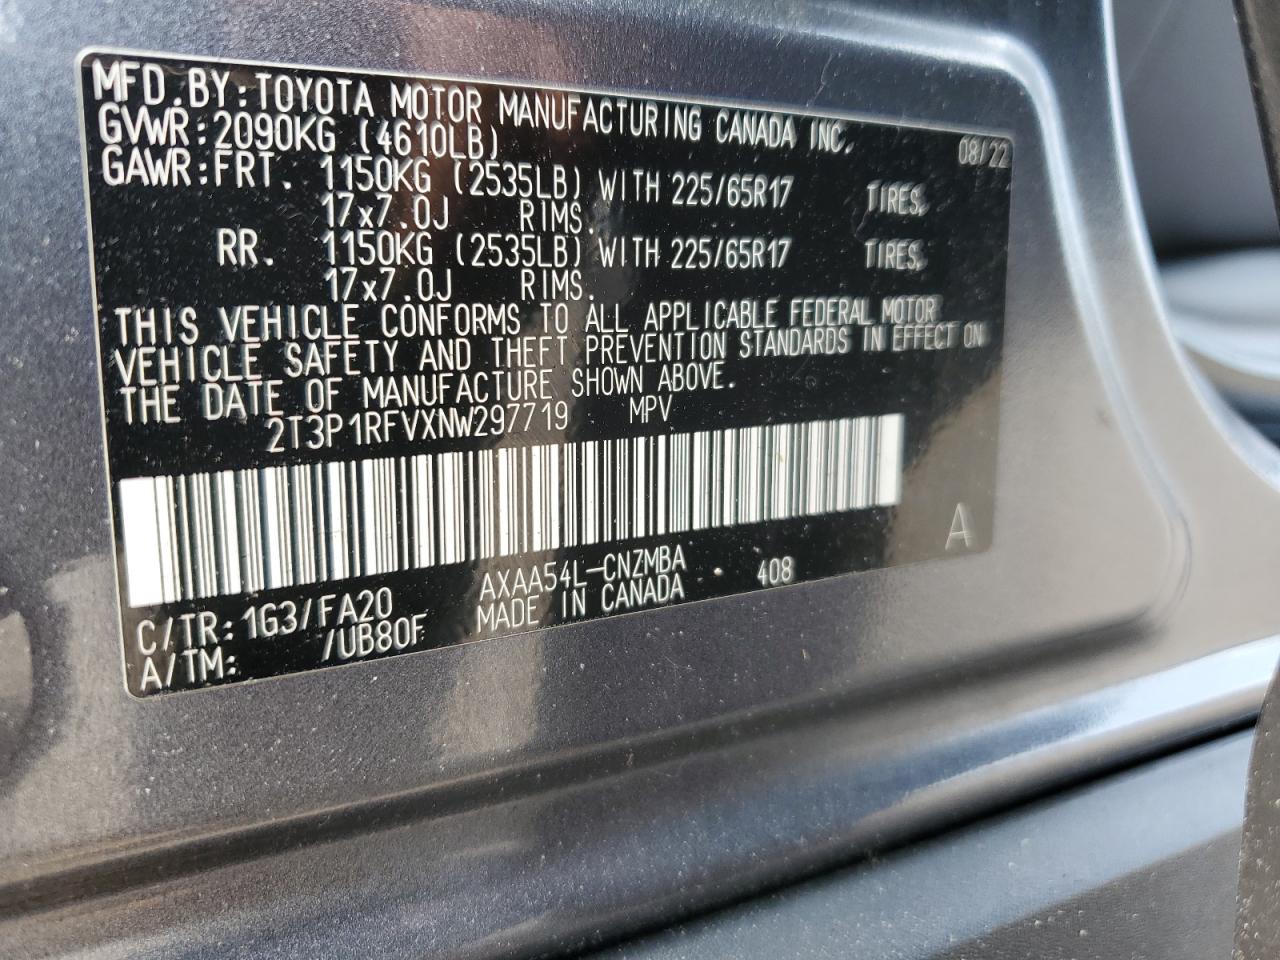 MFD.BY:TOYOTA MOTOR MANUFACTURING CANADA INC. 08/22
GVWR:2090KG (4610LB)
GAWR:FRT. 1150KG (2535LB) WITH 225/65R17 TIRES,
17x7.0J RIMS.
RR. 1150KG (2535LB) WITH 225/65R17 TIRES,
17x7.0J RIMS.
THIS VEHICLE CONFORMS TO ALL APPLICABLE FEDERAL MOTOR
VEHICLE SAFETY AND THEFT PREVENTION STANDARDS IN EFFECT ON
THE DATE OF MANUFACTURE SHOWN ABOVE.
2T3P1RFVXNW297719 MPV
A
C/TR:1G3/FA20 AXAA54L-CNZMBA 408
A/TM: /UB80F MADE IN CANADA